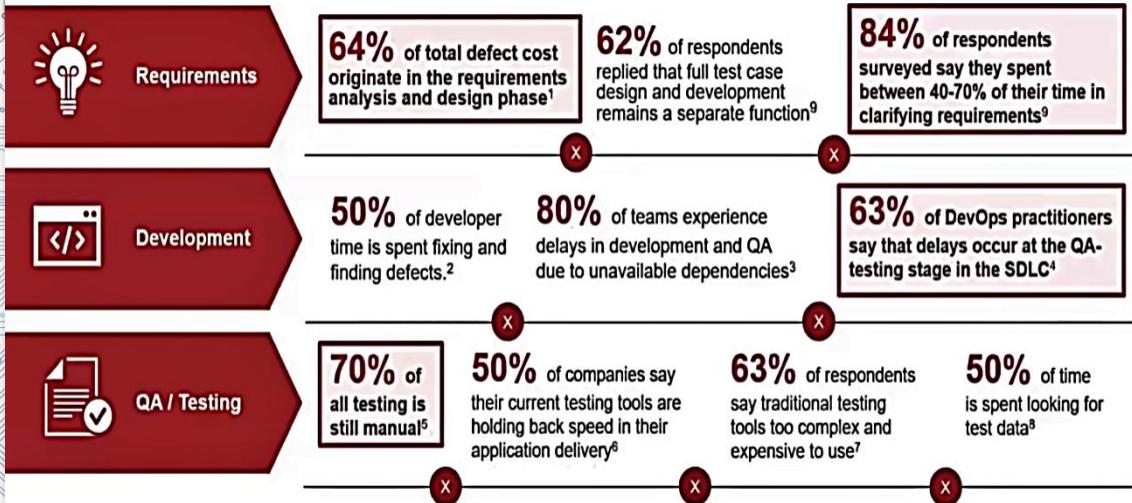 Requirements
64% of total defect cost
originate in the requirements
analysis and design phase¹
62% of respondents
replied that full test case
design and development
remains a separate function⁹
84% of respondents
surveyed say they spent
between 40-70% of their time in
clarifying requirements⁹
X
X
Development
50% of developer
time is spent fixing and
finding defects.²
80% of teams experience
delays in development and QA
due to unavailable dependencies³
63% of DevOps practitioners
say that delays occur at the QA-
testing stage in the SDLC⁴
X
X
QA / Testing
70% of
all testing is
still manual⁵
50% of companies say
their current testing tools are
holding back speed in their
application delivery⁶
63% of respondents
say traditional testing
tools too complex and
expensive to use⁷
50% of time
is spent looking for
test data⁸
X
X
X